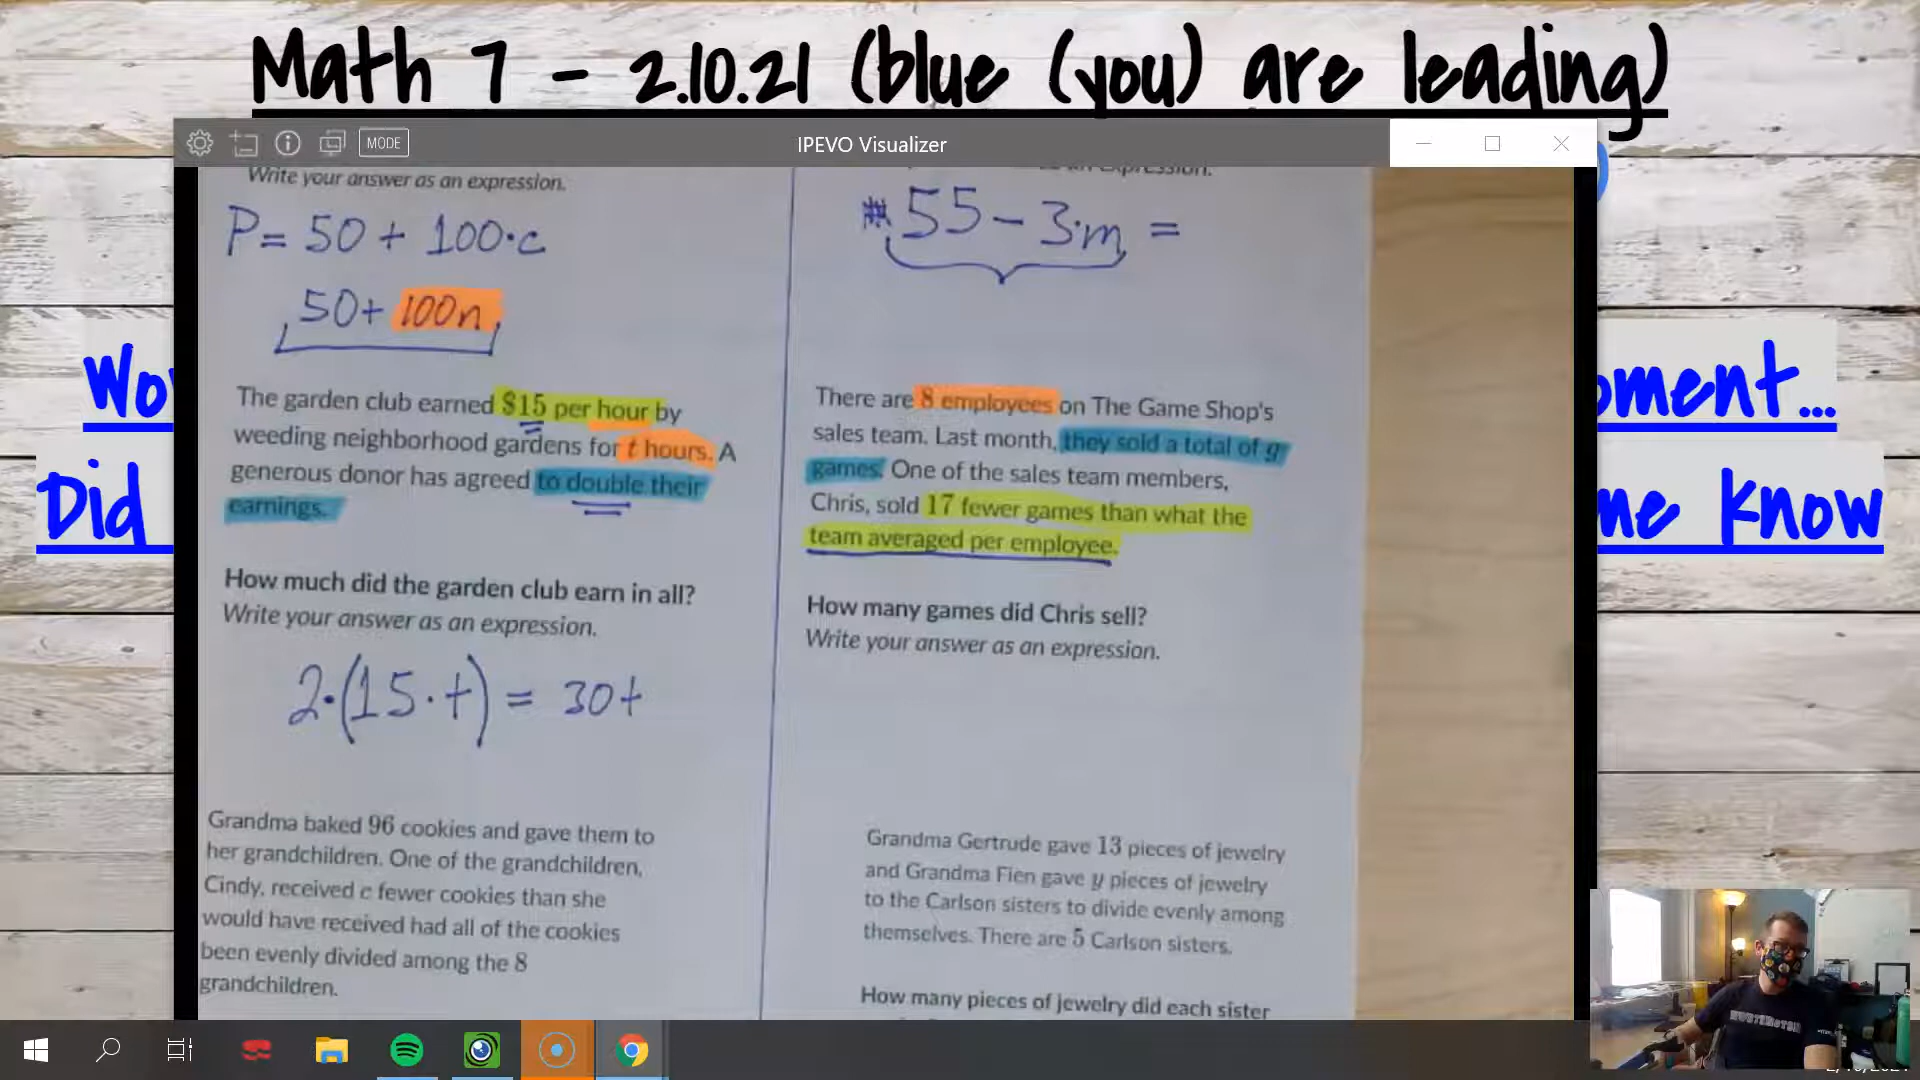 Math 7 - 2.10.21 (blue (you) are leading)
MODE
IPEVO Visualizer
Write your answer as an expression.
P = 50 + 100·c
50 + 100n
The garden club earned $15 per hour by
weeding neighborhood gardens for t hours. A
generous donor has agreed to double their
earnings.
How much did the garden club earn in all?
Write your answer as an expression.
2·(15·t) = 30t
Grandma baked 96 cookies and gave them to
her grandchildren. One of the grandchildren,
Cindy, received c fewer cookies than she
would have received had all of the cookies
been evenly divided among the 8
grandchildren.
expression.
55 - 3·m =
There are 8 employees on The Game Shop's
sales team. Last month, they sold a total of g
games. One of the sales team members,
Chris, sold 17 fewer games than what the
team averaged per employee.
How many games did Chris sell?
Write your answer as an expression.
Grandma Gertrude gave 13 pieces of jewelry
and Grandma Fien gave y pieces of jewelry
to the Carlson sisters to divide evenly among
themselves. There are 5 Carlson sisters.
How many pieces of jewelry did each sister
Did
know